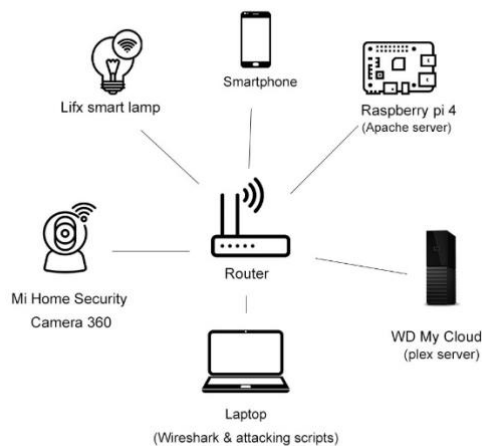 Smartphone
Lifx smart lamp
Raspberry pi 4
(Apache server)
Router
Mi Home Security
Camera 360
WD My Cloud
(plex server)
Laptop
(Wireshark & attacking scripts)